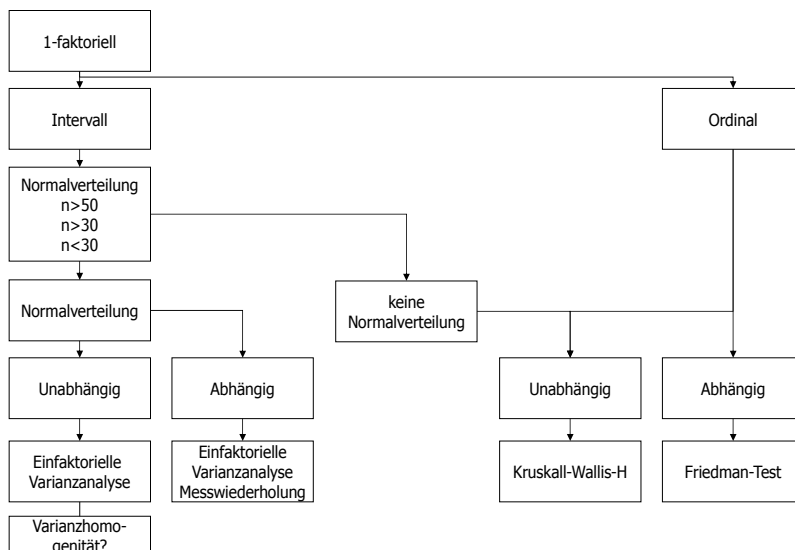 1-faktoriell
Intervall
Ordinal
Normalverteilung
n>50
n>30
n<30
Normalverteilung
keine
Normalverteilung
Unabhängig
Abhängig
Unabhängig
Abhängig
Einfaktorielle
Varianzanalyse
Einfaktorielle
Varianzanalyse
Messwiederholung
Kruskall-Wallis-H
Friedman-Test
Varianzhomo-
genität?